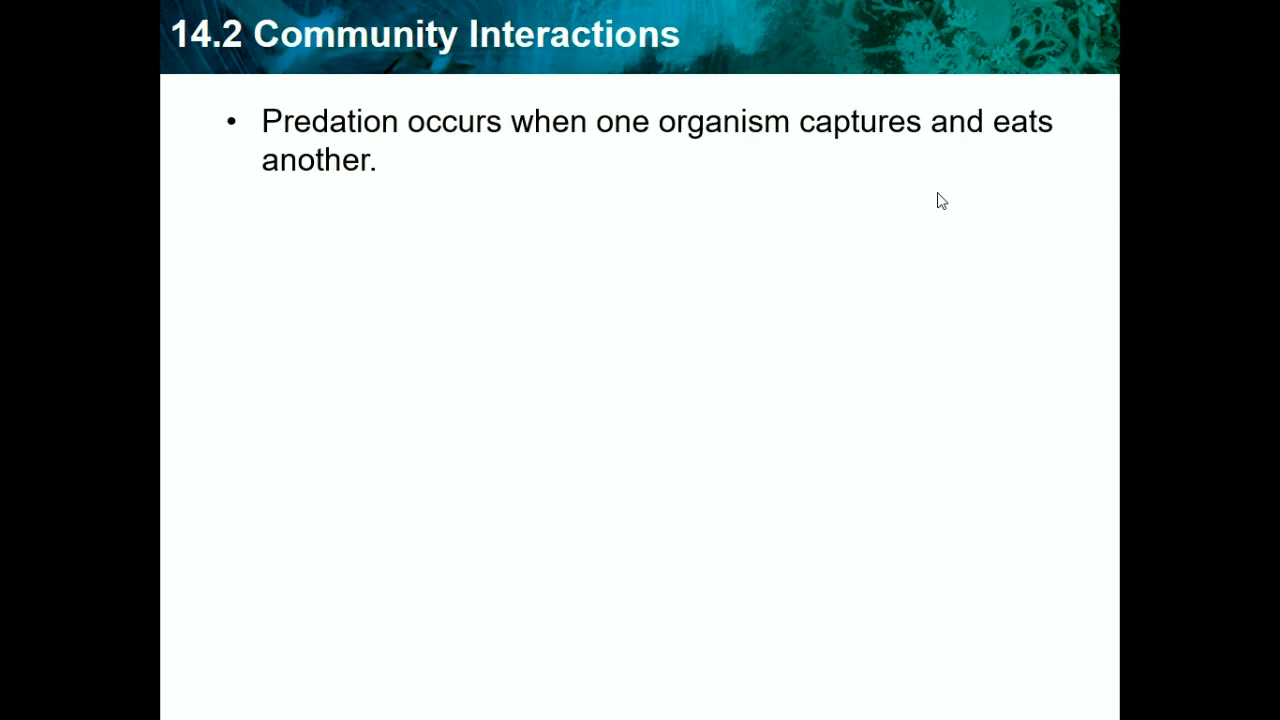 14.2 Community Interactions
• Predation occurs when one organism captures and eats
another.